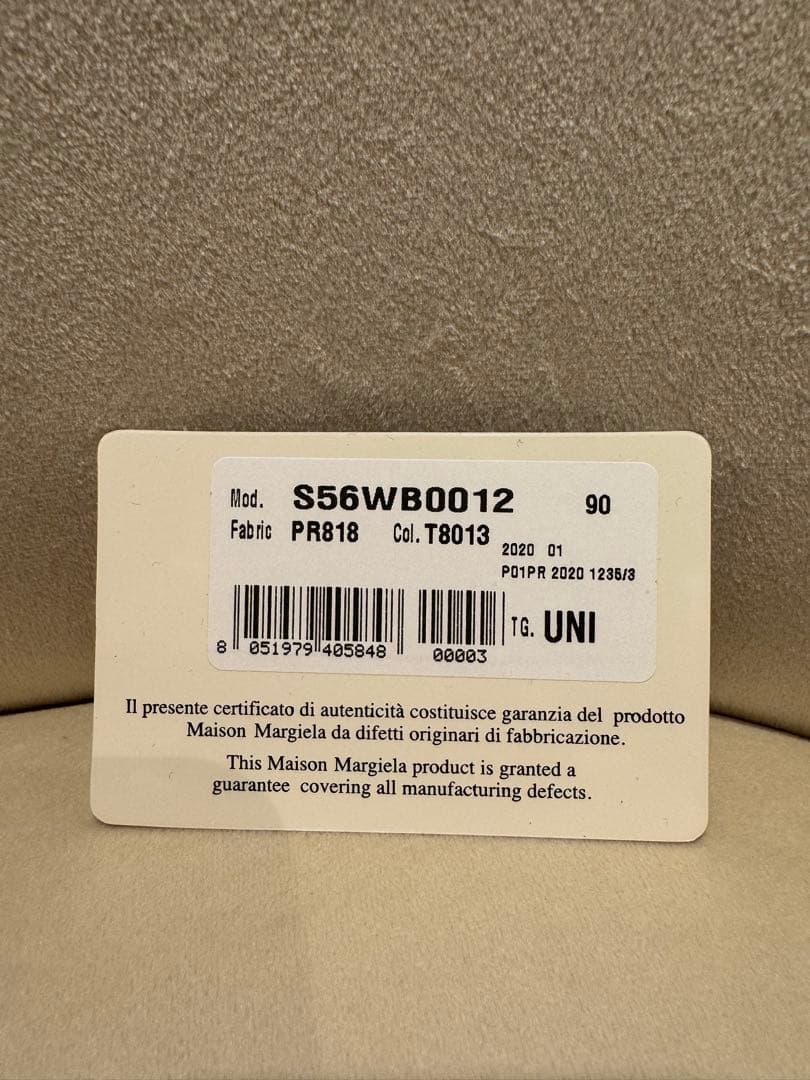 Mod. S56WB0012 90
Fabric PR818 Col. T8013
2020 01
P01PR 2020 1235/3
TG. UNI
8 051979 405848 00003
Il presente certificato di autenticità costituisce garanzia del prodotto
Maison Margiela da difetti originari di fabbricazione.
This Maison Margiela product is granted a
guarantee covering all manufacturing defects.